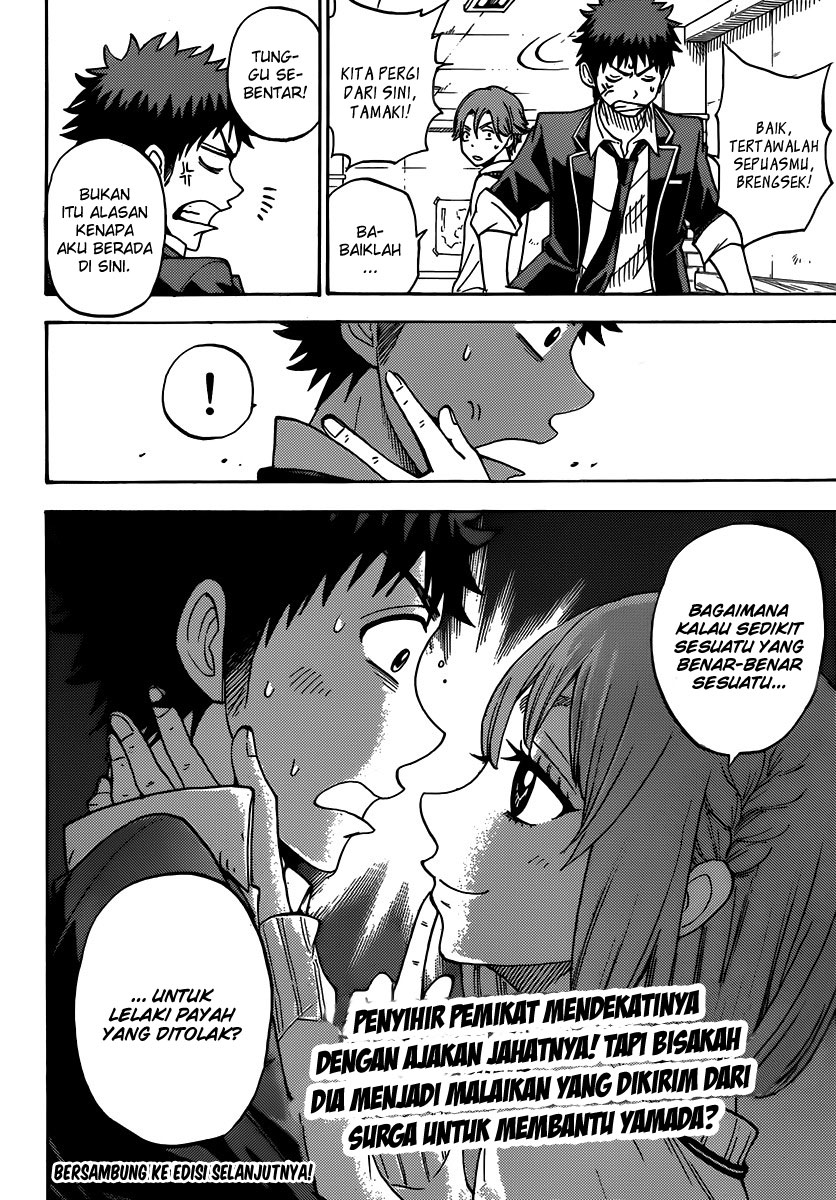 BAIK,
TERTAWALAH
SEPUASMU,
BRENGSEK!
KITA PERGI
DARI SINI,
TAMAKI!
BA-
BAIKLAH
...
TUNG-
GU SE-
BENTAR!
BUKAN
ITU ALASAN
KENAPA
AKU BERADA
DI SINI.
!
BAGAIMANA
KALAU SEDIKIT
SESUATU YANG
BENAR-BENAR
SESUATU...
... UNTUK
LELAKI PAYAH
YANG DITOLAK?
PENYIHIR PEMIKAT MENDEKATINYA
DENGAN AJAKAN JAHATNYA! TAPI BISAKAH
DIA MENJADI MALAIKAN YANG DIKIRIM DARI
SURGA UNTUK MEMBANTU YAMADA?
BERSAMBUNG KE EDISI SELANJUTNYA!